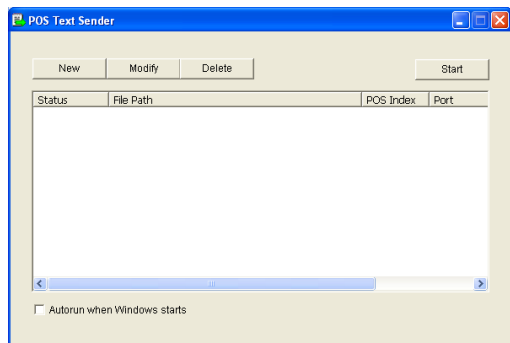 POS Text Sender
New Modify Delete Start
Status File Path POS Index Port
Autorun when Windows starts